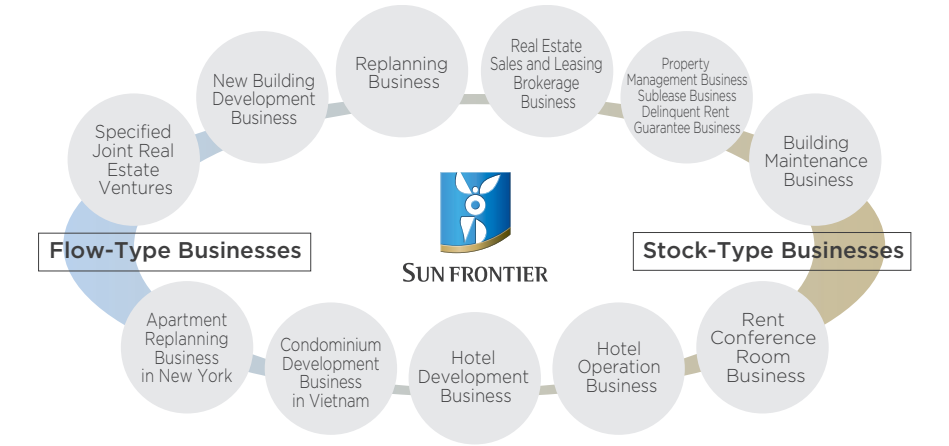 Specified
Joint Real
Estate
Ventures
New Building
Development
Business
Replanning
Business
Real Estate
Sales and Leasing
Brokerage
Business
Property
Management Business
Sublease Business
Delinquent Rent
Guarantee Business
Building
Maintenance
Business
Flow-Type Businesses
SUN FRONTIER
Stock-Type Businesses
Apartment
Replanning
Business
in New York
Condominium
Development
Business
in Vietnam
Hotel
Development
Business
Hotel
Operation
Business
Rent
Conference
Room
Business